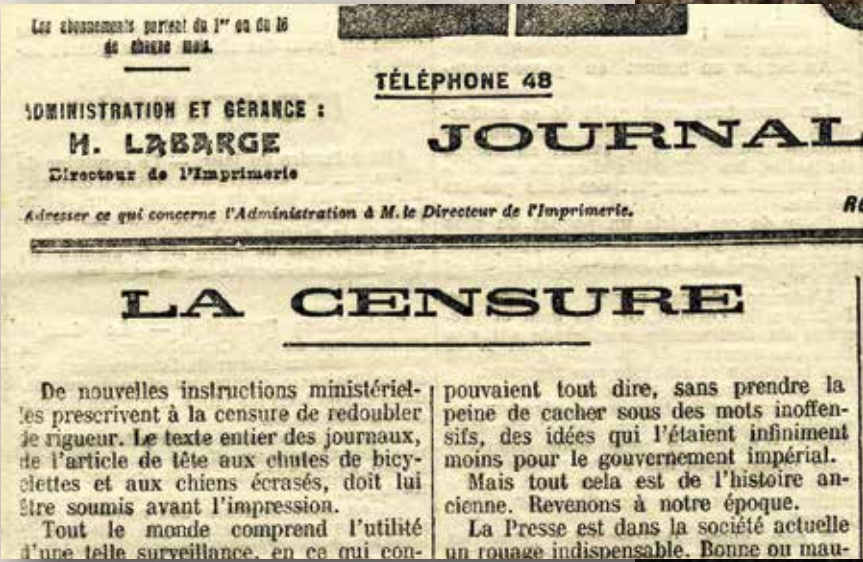 Les abonnements partent du 1er ou du 16
de chaque mois.
ADMINISTRATION ET GÉRANCE :
H. LABARGE
Directeur de l'Imprimerie
Adresser ce qui concerne l'Administration à M. le Directeur de l'Imprimerie.
TÉLÉPHONE 48
JOURNAL
LA CENSURE
De nouvelles instructions ministériel-
les prescrivent à la censure de redoubler
de rigueur. Le texte entier des journaux,
de l'article de tête aux chutes de bicy-
clettes et aux chiens écrasés, doit lui
être soumis avant l'impression.
Tout le monde comprend l'utilité
d'une telle surveillance, en ce qui con-
pouvaient tout dire, sans prendre la
peine de cacher sous des mots inoffen-
sifs, des idées qui l'étaient infiniment
moins pour le gouvernement impérial.
Mais tout cela est de l'histoire an-
cienne. Revenons à notre époque.
La Presse est dans la société actuelle
un rouage indispensable. Bonne ou mau-